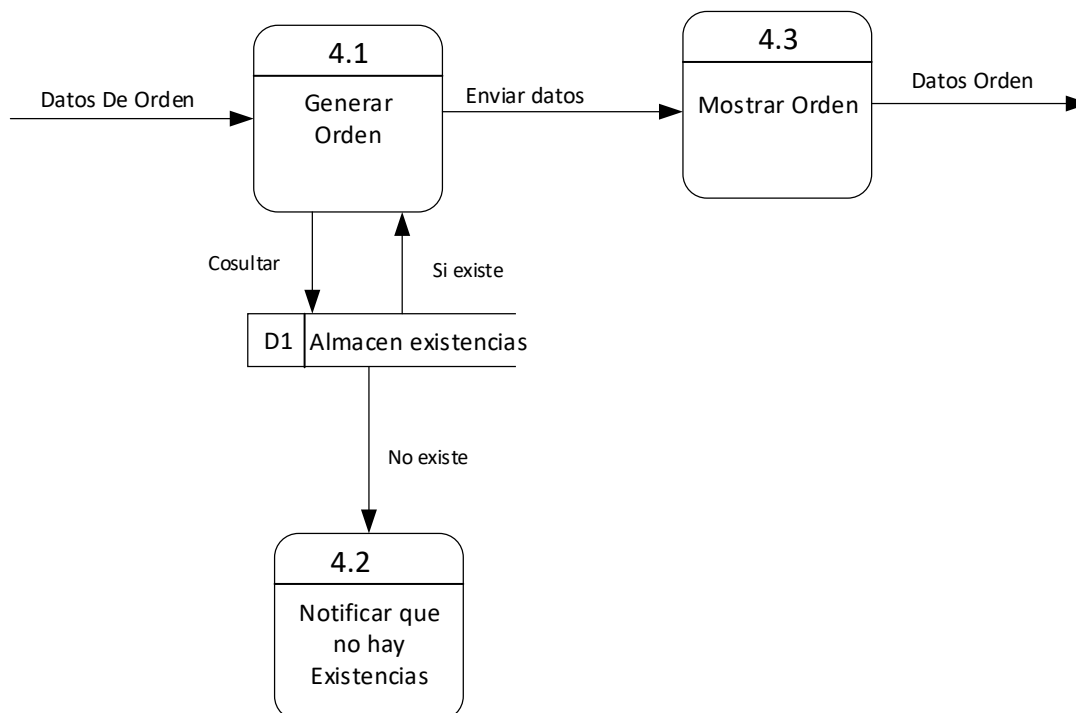 4.1
4.3
Datos De Orden
Generar
Orden
Enviar datos
Mostrar Orden
Datos Orden
Cosultar
Si existe
D1
Almacen existencias
No existe
4.2
Notificar que
no hay
Existencias